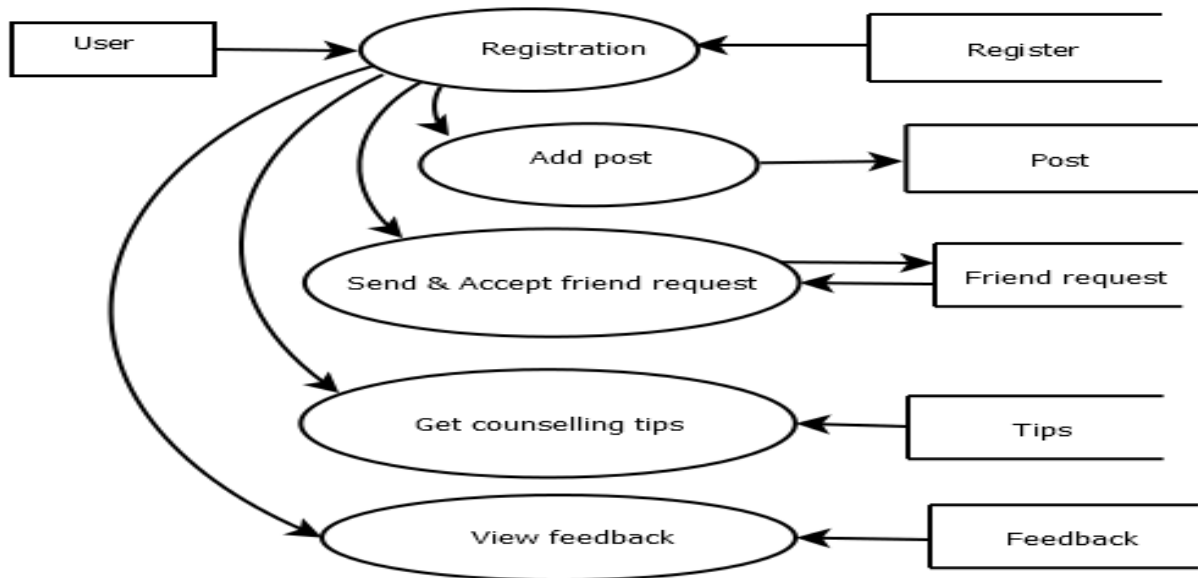 User
Registration
Register
Add post
Post
Send & Accept friend request
Friend request
Get counselling tips
Tips
View feedback
Feedback